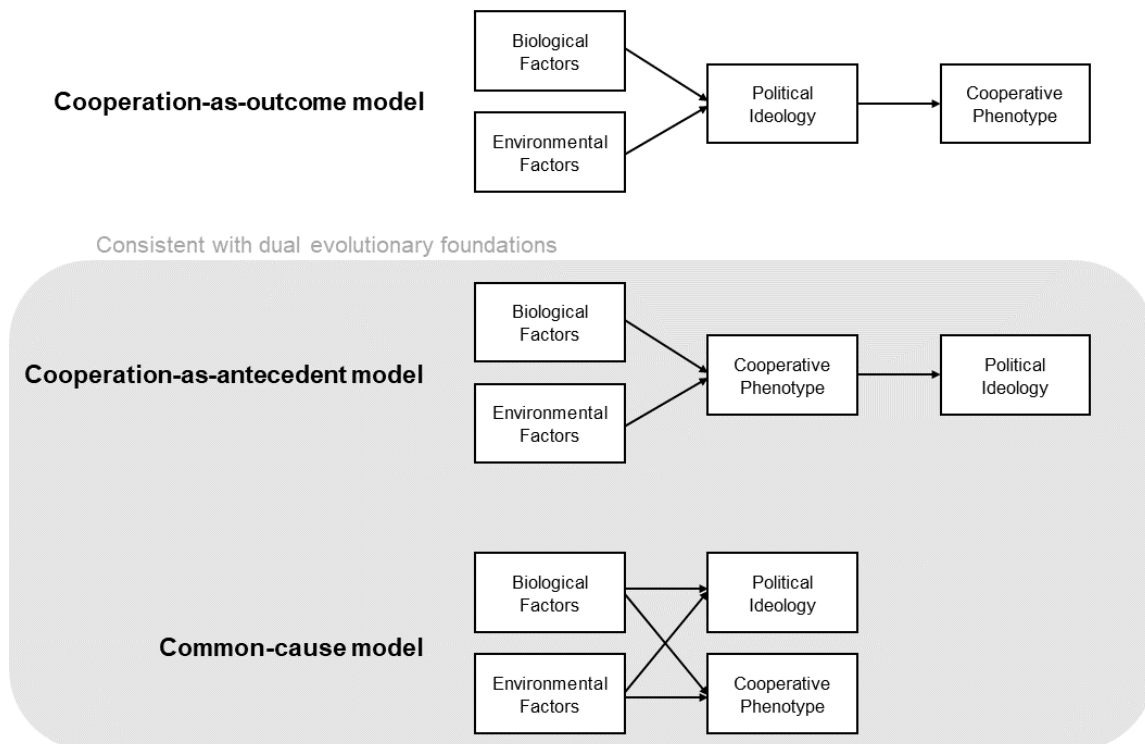 Biological
Factors
Cooperation-as-outcome model
Political
Ideology
Cooperative
Phenotype
Environmental
Factors
Consistent with dual evolutionary foundations
Biological
Factors
Cooperation-as-antecedent model
Cooperative
Phenotype
Political
Ideology
Environmental
Factors
Biological
Factors
Political
Ideology
Common-cause model
Environmental
Factors
Cooperative
Phenotype